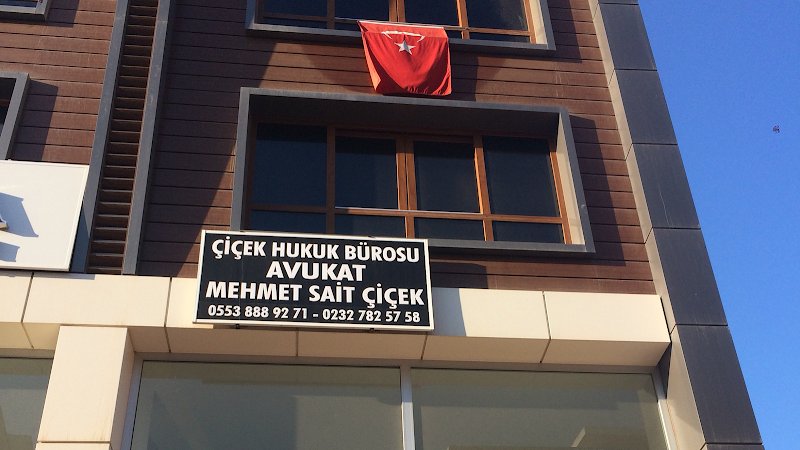 ÇİÇEK HUKUK BÜROSU
AVUKAT
MEHMET SAİT ÇİÇEK
0553 888 92 71 - 0232 782 57 58